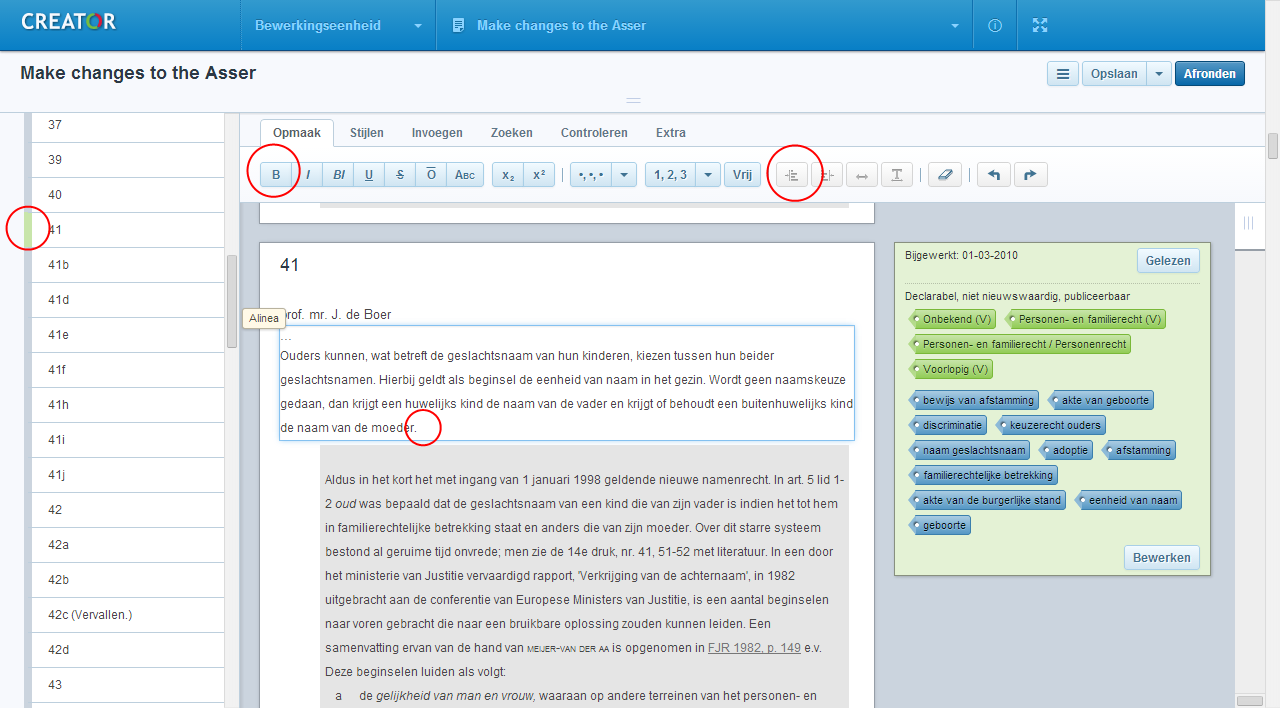 CREATOR
Bewerkingseenheid
Make changes to the Asser
Make changes to the Asser
Opslaan
Afronden
37
39
40
41
41b
41d
41e
41f
41h
41i
41j
42
42a
42b
42c (Vervallen.)
42d
43
Opmaak Stijlen Invoegen Zoeken Controleren Extra
B I BI U S O ABC x₂ x² •,•,• 1, 2, 3 Vrij
41
Alinea
prof. mr. J. de Boer
...
Ouders kunnen, wat betreft de geslachtsnaam van hun kinderen, kiezen tussen hun beider
geslachtsnamen. Hierbij geldt als beginsel de eenheid van naam in het gezin. Wordt geen naamskeuze
gedaan, dan krijgt een huwelijks kind de naam van de vader en krijgt of behoudt een buitenhuwelijks kind
de naam van de moeder.
Aldus in het kort het met ingang van 1 januari 1998 geldende nieuwe namenrecht. In art. 5 lid 1-
2 oud was bepaald dat de geslachtsnaam van een kind die van zijn vader is indien het tot hem
in familierechtelijke betrekking staat en anders die van zijn moeder. Over dit starre systeem
bestond al geruime tijd onvrede; men zie de 14e druk, nr. 41, 51-52 met literatuur. In een door
het ministerie van Justitie vervaardigd rapport, 'Verkrijging van de achternaam', in 1982
uitgebracht aan de conferentie van Europese Ministers van Justitie, is een aantal beginselen
naar voren gebracht die naar een bruikbare oplossing zouden kunnen leiden. Een
samenvatting ervan van de hand van MEIJER-VAN DER AA is opgenomen in FJR 1982, p. 149 e.v.
Deze beginselen luiden als volgt:
a de gelijkheid van man en vrouw, waaraan op andere terreinen van het personen- en
Bijgewerkt: 01-03-2010
Gelezen
Declarabel, niet nieuwswaardig, publiceerbaar
Onbekend (V) Personen- en familierecht (V)
Personen- en familierecht / Personenrecht
Voorlopig (V)
bewijs van afstamming akte van geboorte
discriminatie keuzerecht ouders
naam geslachtsnaam adoptie afstamming
familierechtelijke betrekking
akte van de burgerlijke stand eenheid van naam
geboorte
Bewerken